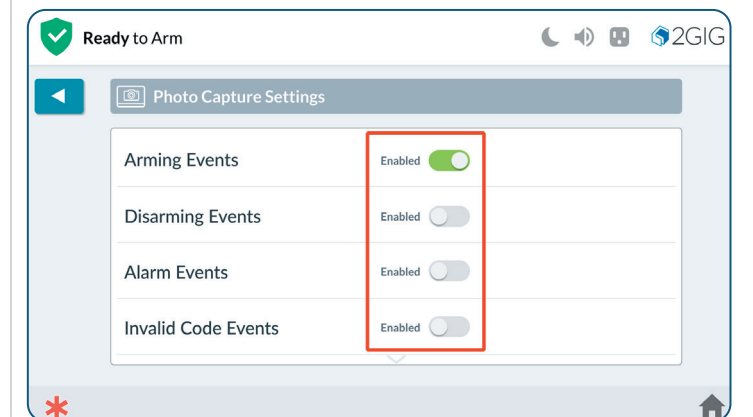 Ready to Arm
2GIG
Photo Capture Settings
Arming Events Enabled
Disarming Events Enabled
Alarm Events Enabled
Invalid Code Events Enabled